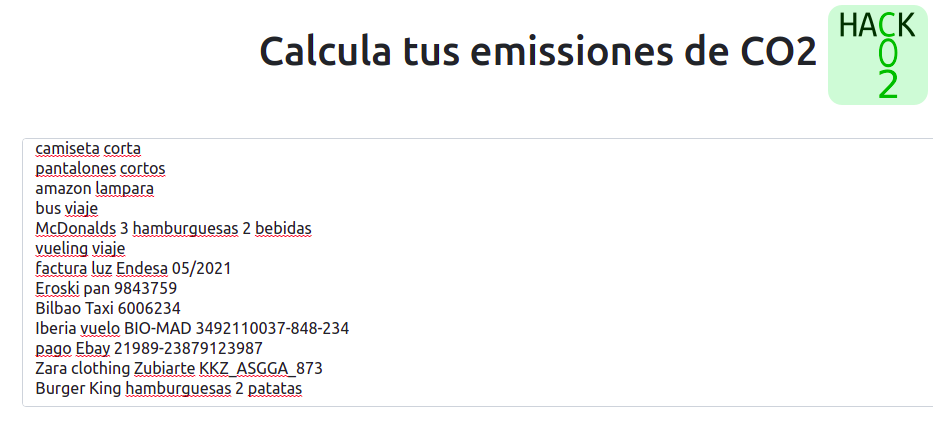 Calcula tus emissiones de CO2
HACK
O
2
camiseta corta
pantalones cortos
amazon lampara
bus viaje
McDonalds 3 hamburguesas 2 bebidas
vueling viaje
factura luz Endesa 05/2021
Eroski pan 9843759
Bilbao Taxi 6006234
Iberia vuelo BIO-MAD 3492110037-848-234
pago Ebay 21989-23879123987
Zara clothing Zubiarte KKZ_ASGGA_873
Burger King hamburguesas 2 patatas